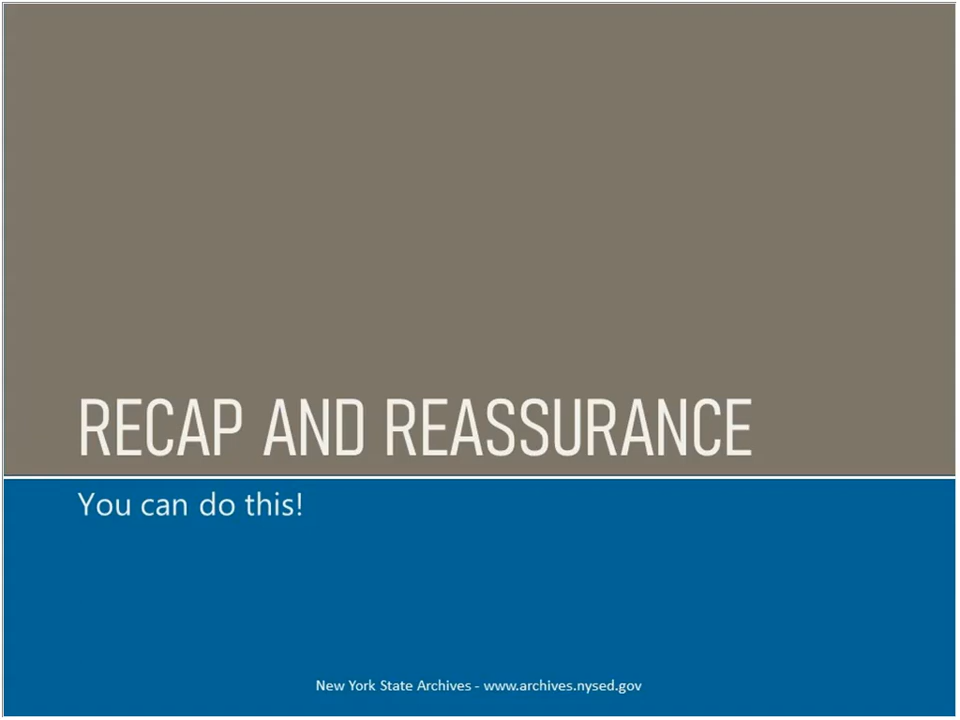 RECAP AND REASSURANCE
You can do this!
New York State Archives - www.archives.nysed.gov